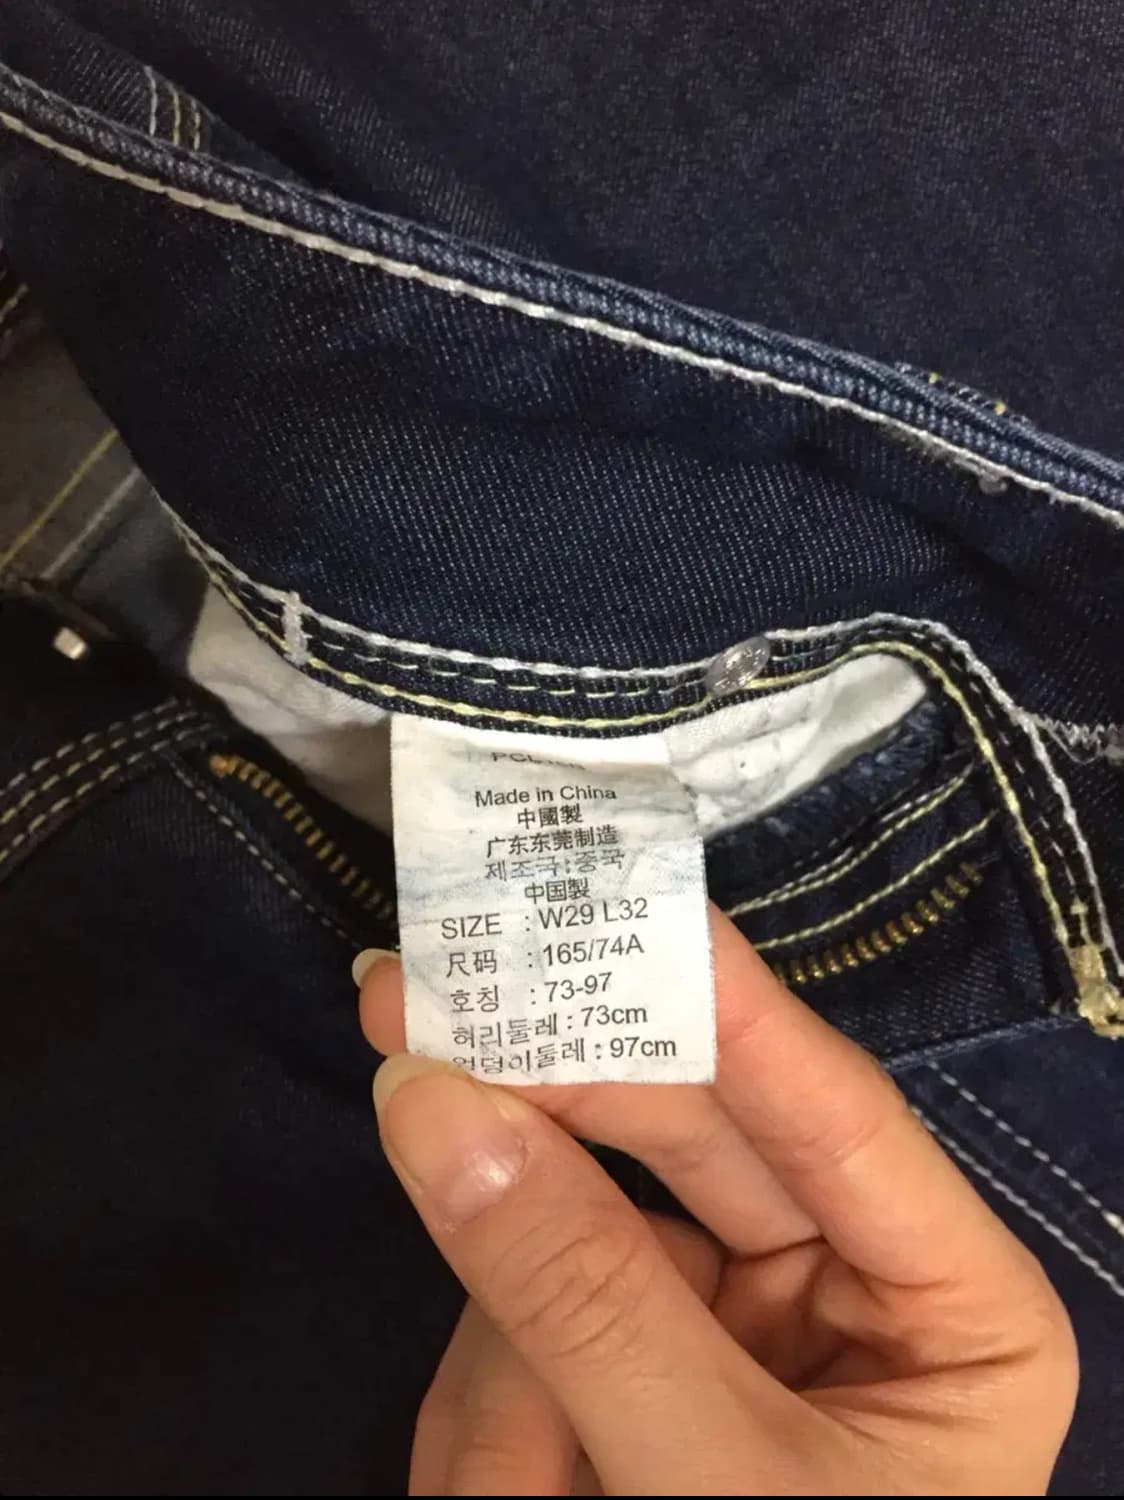 Made in China
中國製
广东东莞制造
제조국:중국
中国製
SIZE : W29 L32
尺码 : 165/74A
호칭 : 73-97
허리둘레 : 73cm
엉덩이둘레 : 97cm